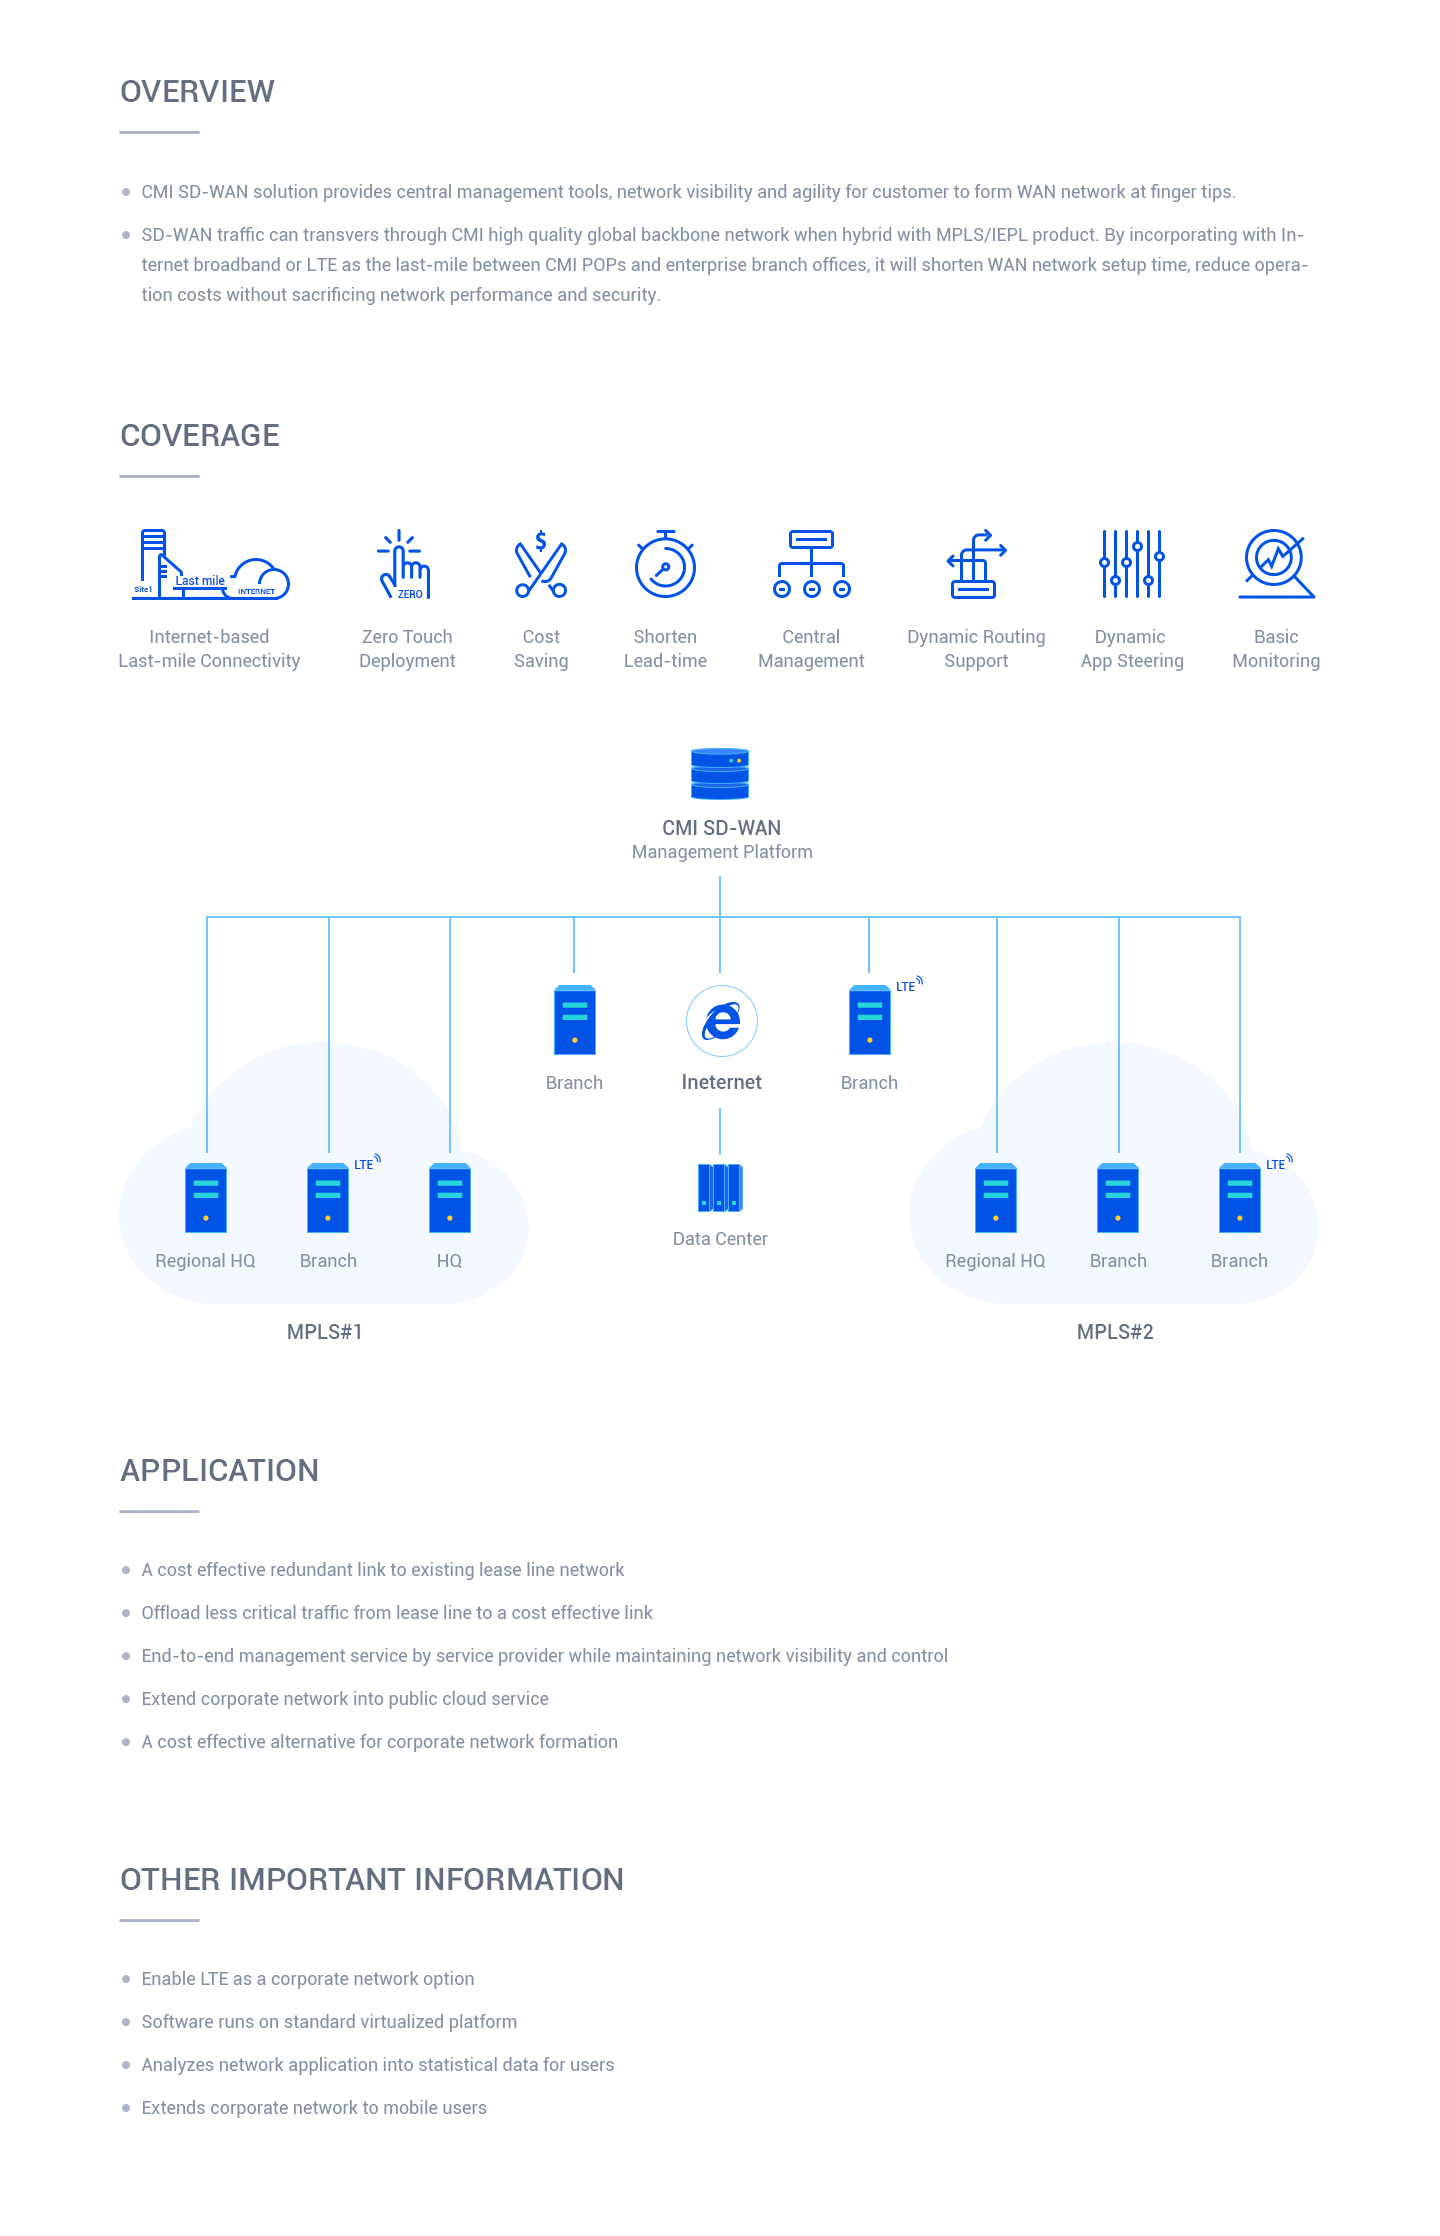 OVERVIEW
CMI SD-WAN solution provides central management tools, network visibility and agility for customer to form WAN network at finger tips.
SD-WAN traffic can transvers through CMI high quality global backbone network when hybrid with MPLS/IEPL product. By incorporating with In-
ternet broadband or LTE as the last-mile between CMI POPs and enterprise branch offices, it will shorten WAN network setup time, reduce opera-
tion costs without sacrificing network performance and security.
COVERAGE
Site1
Last mile
INTERNET
ZERO
$
Internet-based
Last-mile Connectivity
Zero Touch
Deployment
Cost
Saving
Shorten
Lead-time
Central
Management
Dynamic Routing
Support
Dynamic
App Steering
Basic
Monitoring
CMI SD-WAN
Management Platform
LTE
Branch
Ineternet
Branch
LTE
LTE
Data Center
Regional HQ
Branch
HQ
Regional HQ
Branch
Branch
MPLS#1
MPLS#2
APPLICATION
A cost effective redundant link to existing lease line network
Offload less critical traffic from lease line to a cost effective link
End-to-end management service by service provider while maintaining network visibility and control
Extend corporate network into public cloud service
A cost effective alternative for corporate network formation
OTHER IMPORTANT INFORMATION
Enable LTE as a corporate network option
Software runs on standard virtualized platform
Analyzes network application into statistical data for users
Extends corporate network to mobile users